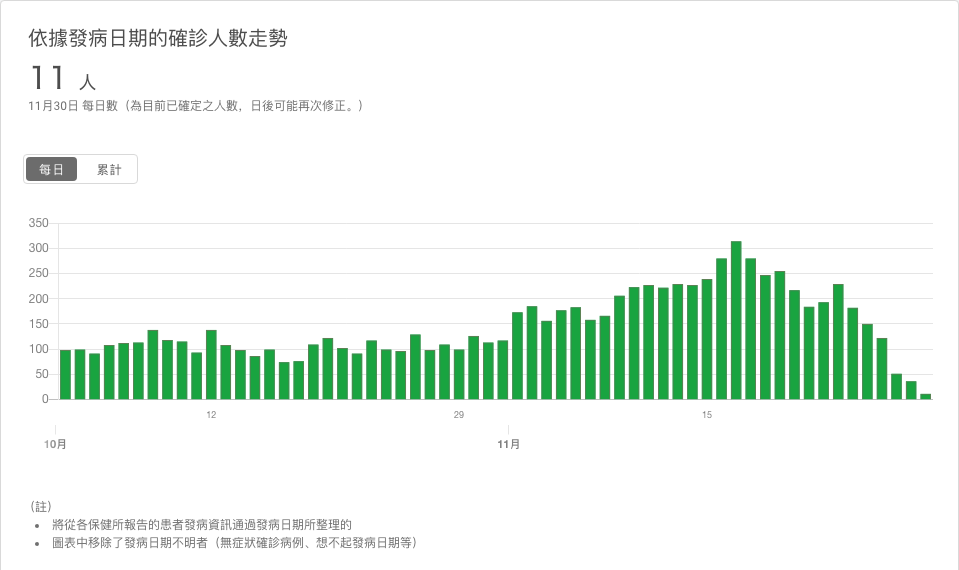 依據發病日期的確診人數走勢
11 人
11月30日 每日數（為目前已確定之人數，日後可能再次修正。）
每日 累計
350
300
250
200
150
100
50
0
12 29 15
10月 11月
（註）
• 將從各保健所報告的患者發病資訊通過發病日期所整理的
• 圖表中移除了發病日期不明者（無症狀確診病例、想不起發病日期等）